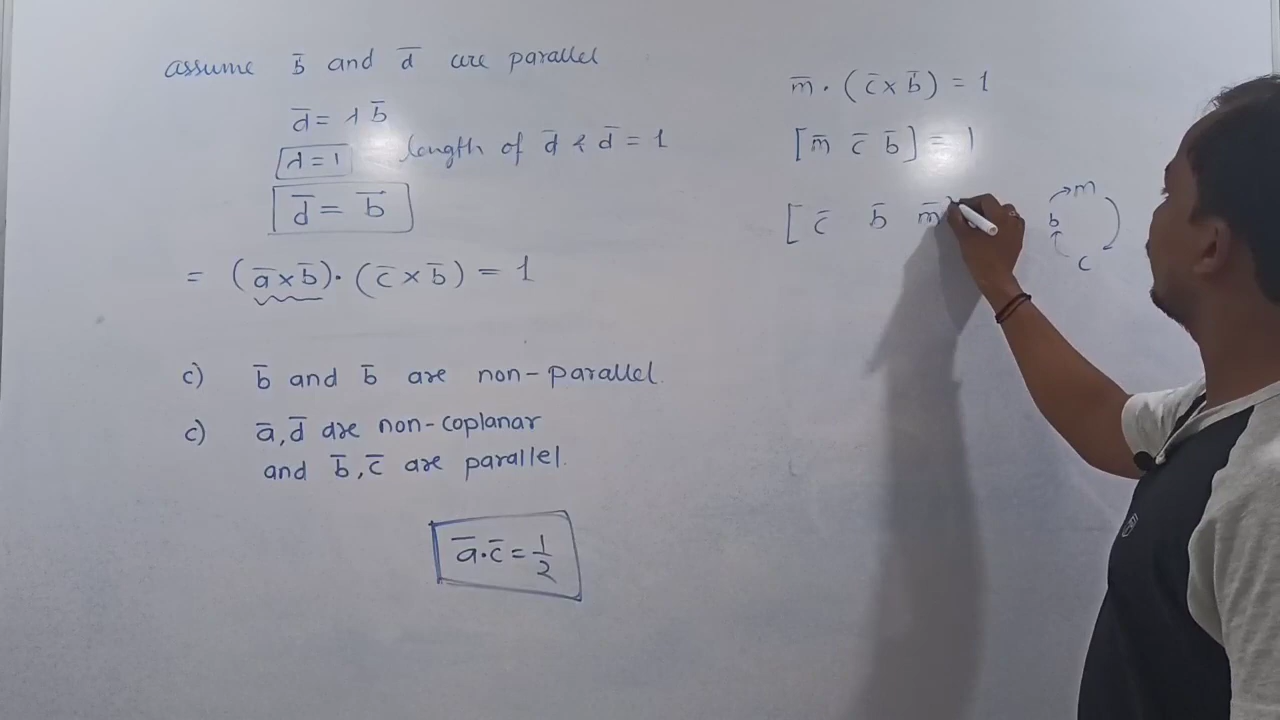 assume b̄ and d̄ are parallel
d̄ = λ b̄
λ = 1 length of d̄ & d̄ = 1
d̄ = b̄
= (ā × b̄) · (c̄ × b̄) = 1
c) b̄ and b̄ are non-parallel.
c) ā, d̄ are non-coplanar
and b̄, c̄ are parallel.
ā · c̄ = 1/2
m̄ · (c̄ × b̄) = 1
[m̄ c̄ b̄] = 1
[c̄ b̄ m̄
m
b
c